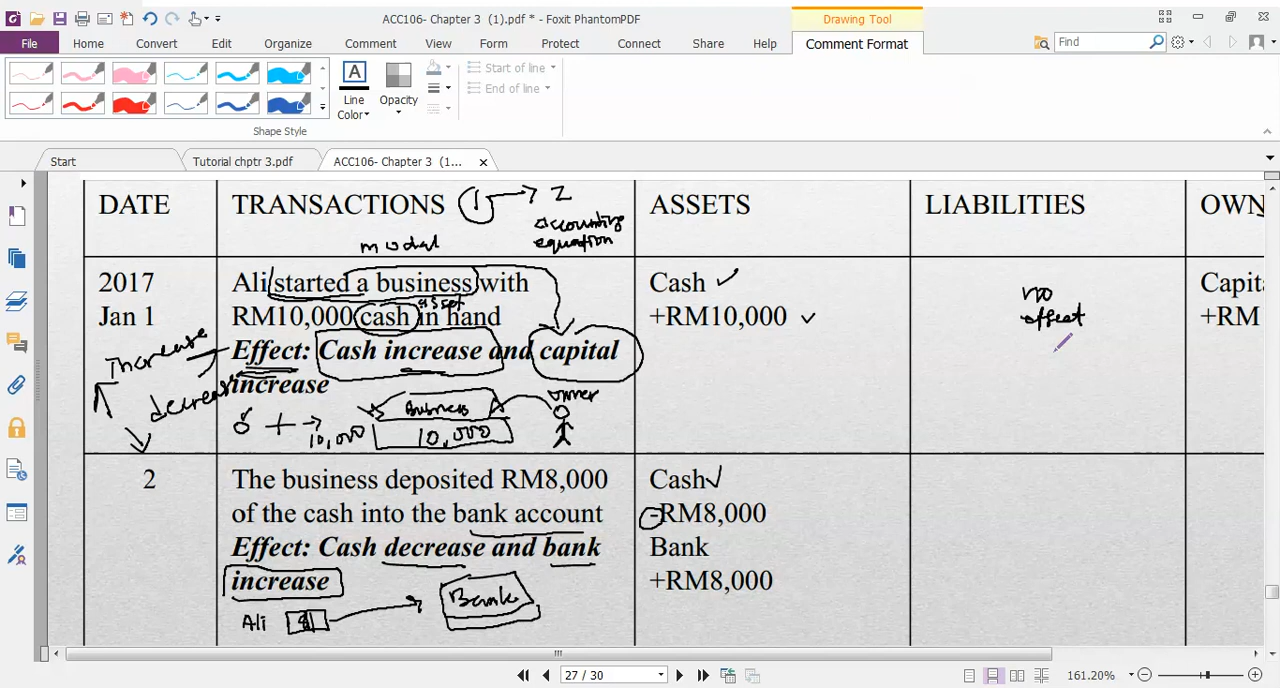 ACC106- Chapter 3 (1).pdf * - Foxit PhantomPDF
Drawing Tool
File Home Convert Edit Organize Comment View Form Protect Connect Share Help Comment Format
Find
Line Color
Opacity
Start of line
End of line
Shape Style
Start
Tutorial chptr 3.pdf
ACC106- Chapter 3 (1...
DATE TRANSACTIONS ASSETS LIABILITIES OWN
1 → 2
accounting
equation
modal
2017
Jan 1
Ali started a business with
asset
RM10,000 cash in hand
Effect: Cash increase and capital
increase
Cash
+RM10,000
no
effect
Capit
+RM
Increase
decrease
+ → 10,000
Business
10,000
owner
2
The business deposited RM8,000
of the cash into the bank account
Effect: Cash decrease and bank
increase
Cash
-RM8,000
Bank
+RM8,000
Ali
Bank
27 / 30
161.20%